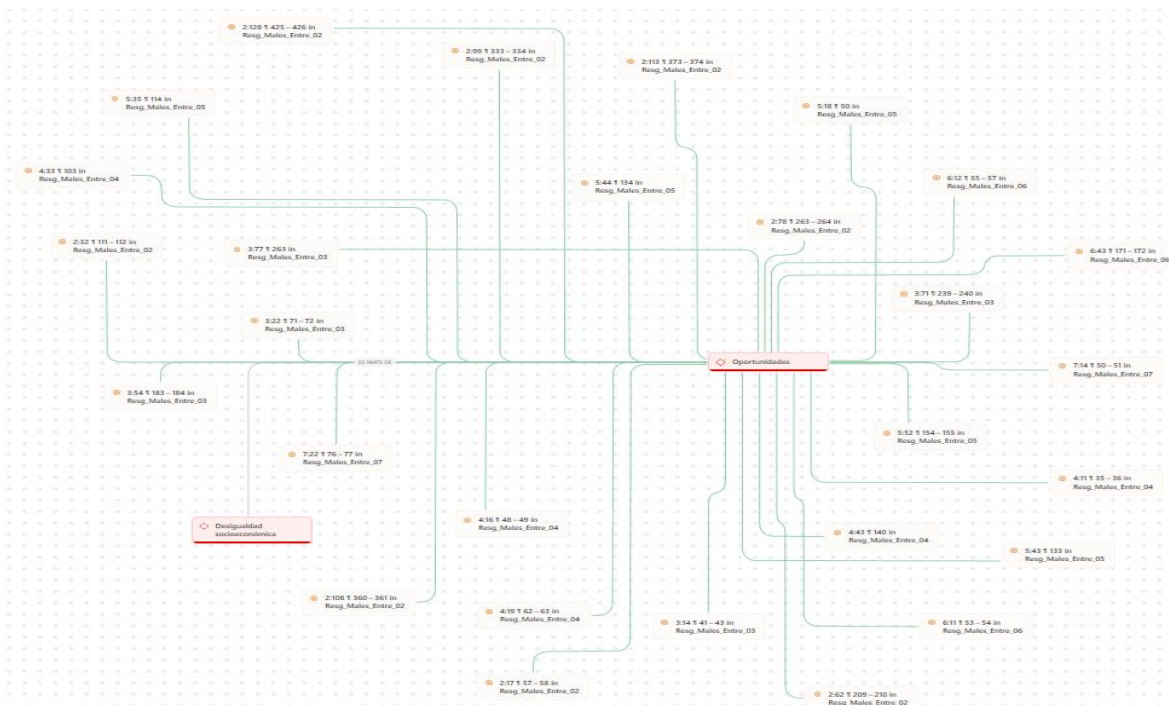 2:128 ¶ 425 – 426 in
Resg_Males_Entre_02
2:99 ¶ 333 – 334 in
Resg_Males_Entre_02
2:113 ¶ 373 – 374 in
Resg_Males_Entre_02
5:35 ¶ 114 in
Resg_Males_Entre_05
5:18 ¶ 50 in
Resg_Males_Entre_05
4:33 ¶ 103 in
Resg_Males_Entre_04
5:44 ¶ 134 in
Resg_Males_Entre_05
6:12 ¶ 55 – 57 in
Resg_Males_Entre_06
2:78 ¶ 263 – 264 in
Resg_Males_Entre_02
2:32 ¶ 111 – 112 in
Resg_Males_Entre_02
3:77 ¶ 263 in
Resg_Males_Entre_03
6:43 ¶ 171 – 172 in
Resg_Males_Entre_06
3:71 ¶ 239 – 240 in
Resg_Males_Entre_03
3:22 ¶ 71 – 72 in
Resg_Males_Entre_03
ES PARTE DE
Oportunidades
7:14 ¶ 50 – 51 in
Resg_Males_Entre_07
3:54 ¶ 183 – 184 in
Resg_Males_Entre_03
5:52 ¶ 154 – 155 in
Resg_Males_Entre_05
7:22 ¶ 76 – 77 in
Resg_Males_Entre_07
4:11 ¶ 35 – 36 in
Resg_Males_Entre_04
4:16 ¶ 48 – 49 in
Resg_Males_Entre_04
Desigualdad
socioeconómica
4:43 ¶ 140 in
Resg_Males_Entre_04
5:43 ¶ 133 in
Resg_Males_Entre_05
2:108 ¶ 360 – 361 in
Resg_Males_Entre_02
4:19 ¶ 62 – 63 in
Resg_Males_Entre_04
3:14 ¶ 41 – 43 in
Resg_Males_Entre_03
6:11 ¶ 53 – 54 in
Resg_Males_Entre_06
2:17 ¶ 57 – 58 in
Resg_Males_Entre_02
2:62 ¶ 209 – 210 in
Resg_Males_Entre_02